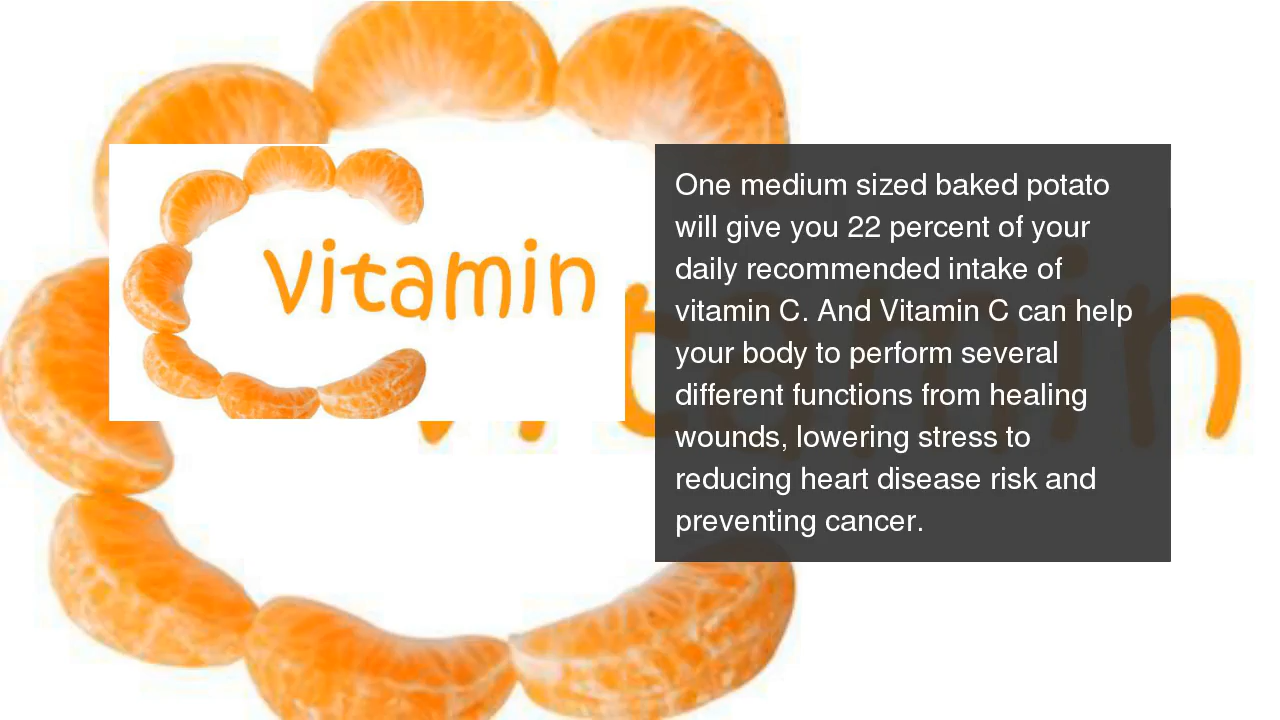 vitamin
One medium sized baked potato
will give you 22 percent of your
daily recommended intake of
vitamin C. And Vitamin C can help
your body to perform several
different functions from healing
wounds, lowering stress to
reducing heart disease risk and
preventing cancer.